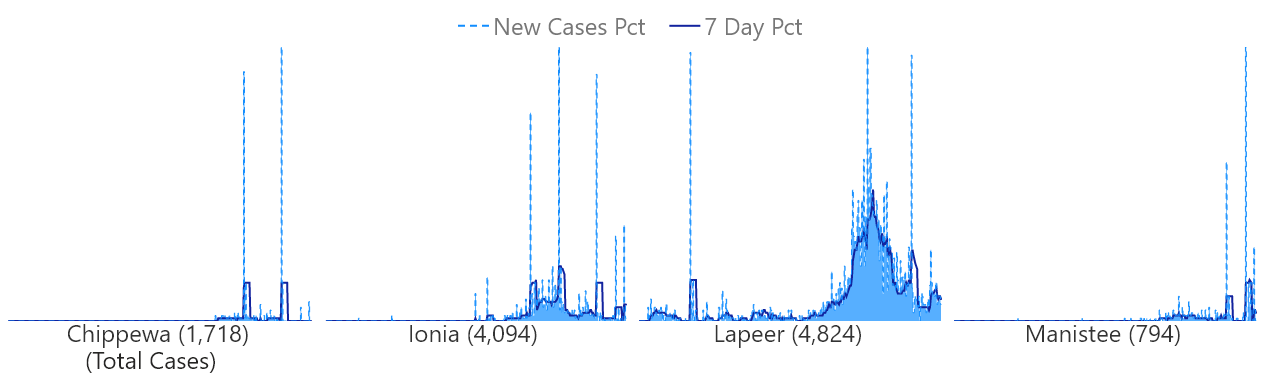 New Cases Pct 7 Day Pct
Chippewa (1,718) Ionia (4,094) Lapeer (4,824) Manistee (794)
(Total Cases)